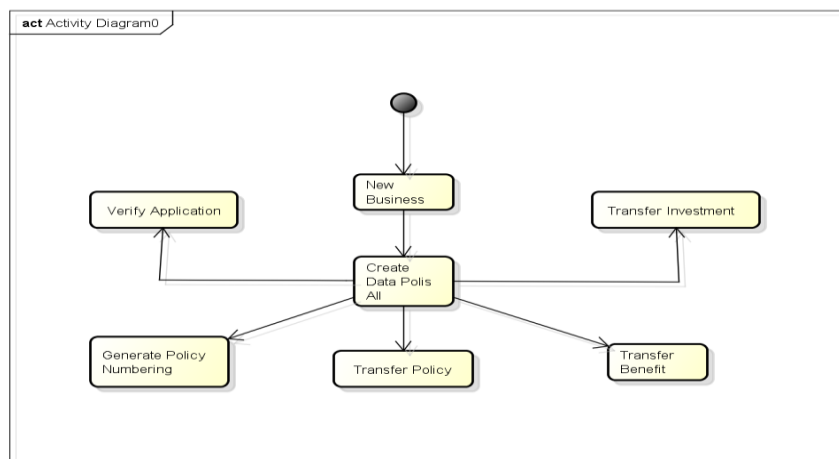 act Activity Diagram0
New
Business
Verify Application
Transfer Investment
Create
Data Polis
All
Generate Policy
Numbering
Transfer Policy
Transfer
Benefit